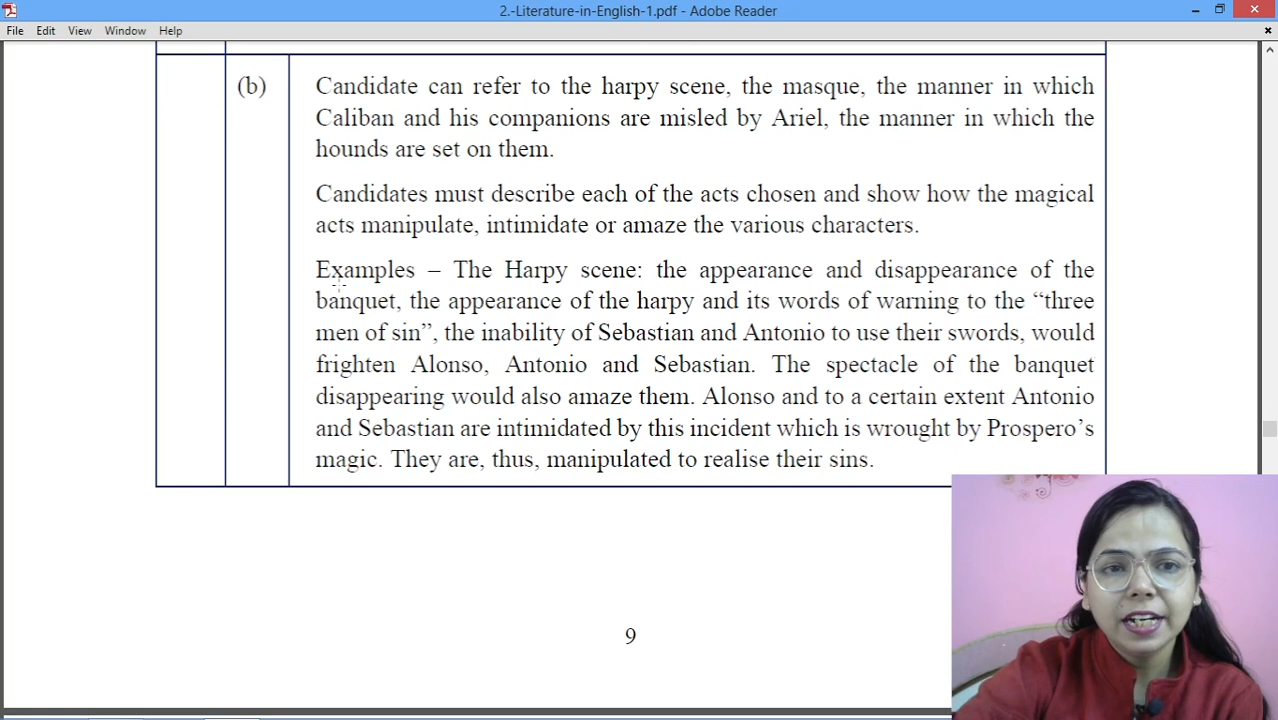 2.-Literature-in-English-1.pdf - Adobe Reader
File Edit View Window Help
(b) Candidate can refer to the harpy scene, the masque, the manner in which
Caliban and his companions are misled by Ariel, the manner in which the
hounds are set on them.
Candidates must describe each of the acts chosen and show how the magical
acts manipulate, intimidate or amaze the various characters.
Examples – The Harpy scene: the appearance and disappearance of the
banquet, the appearance of the harpy and its words of warning to the “three
men of sin”, the inability of Sebastian and Antonio to use their swords, would
frighten Alonso, Antonio and Sebastian. The spectacle of the banquet
disappearing would also amaze them. Alonso and to a certain extent Antonio
and Sebastian are intimidated by this incident which is wrought by Prospero’s
magic. They are, thus, manipulated to realise their sins.
9